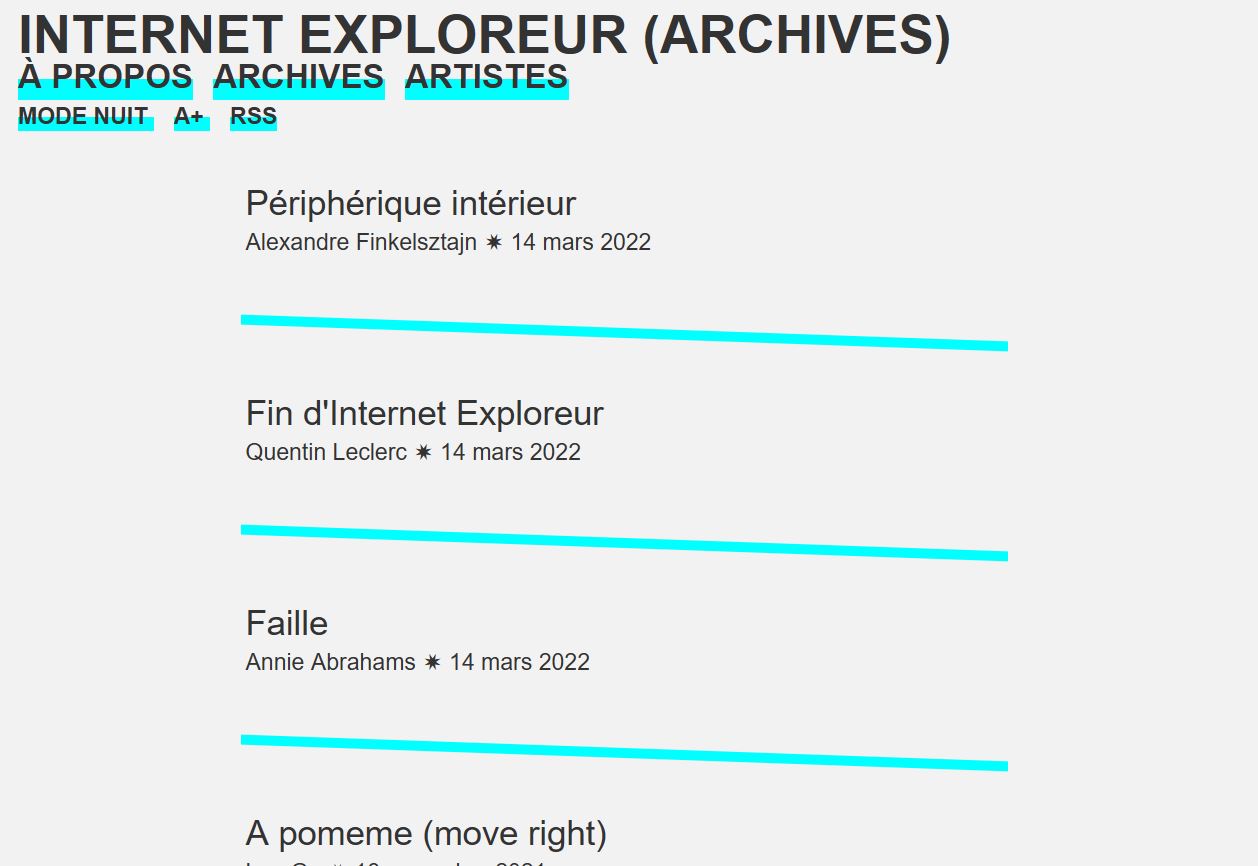 INTERNET EXPLOREUR (ARCHIVES)
À PROPOS ARCHIVES ARTISTES
MODE NUIT A+ RSS
Périphérique intérieur
Alexandre Finkelsztajn ✷ 14 mars 2022
Fin d'Internet Exploreur
Quentin Leclerc ✷ 14 mars 2022
Faille
Annie Abrahams ✷ 14 mars 2022
A pomeme (move right)